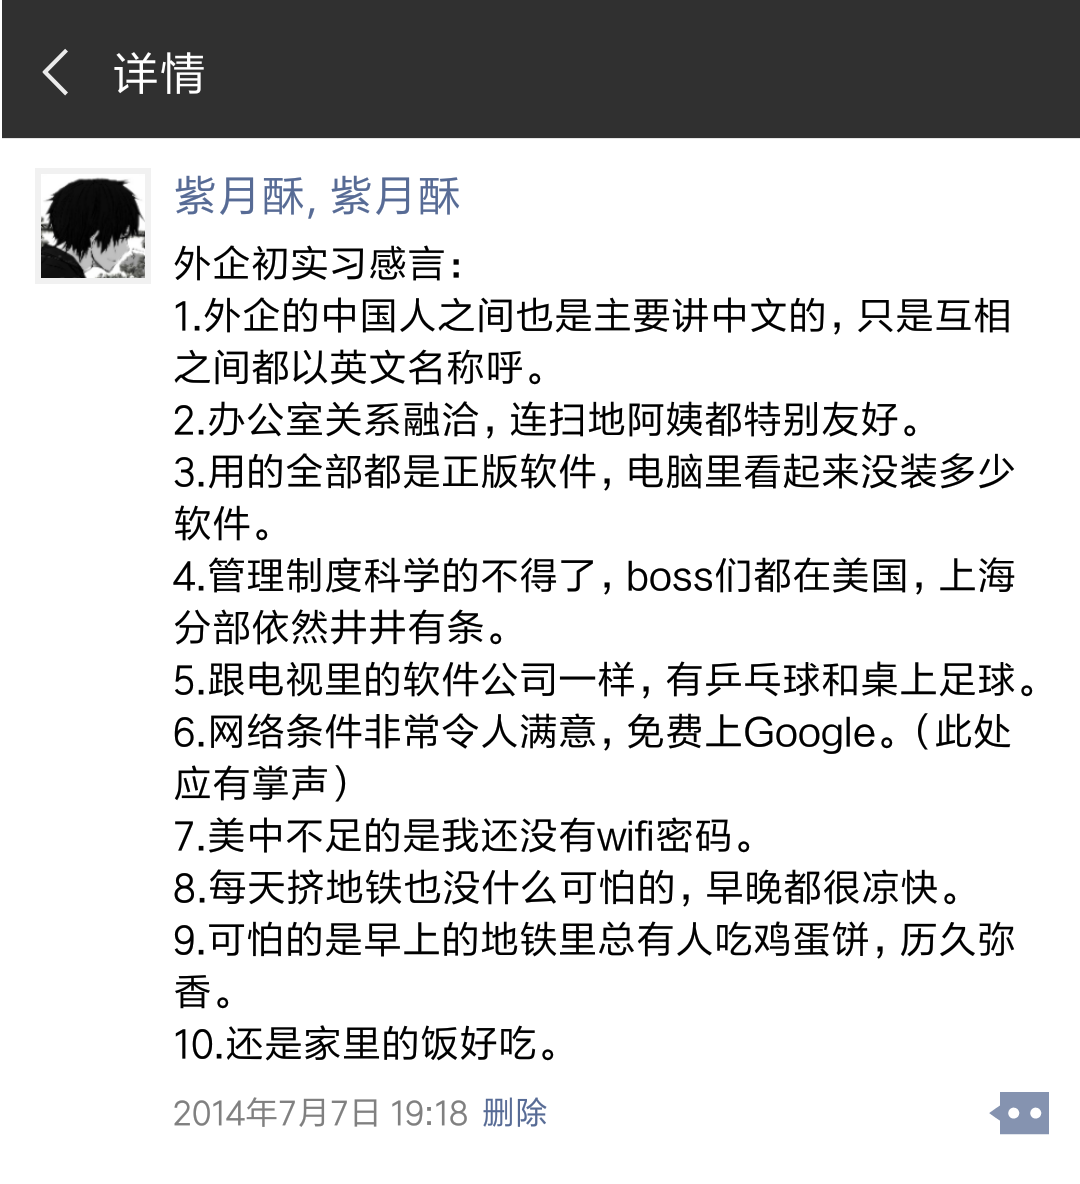 详情
紫月酥, 紫月酥
外企初实习感言：
1.外企的中国人之间也是主要讲中文的，只是互相
之间都以英文名称呼。
2.办公室关系融洽，连扫地阿姨都特别友好。
3.用的全部都是正版软件，电脑里看起来没装多少
软件。
4.管理制度科学的不得了，boss们都在美国，上海
分部依然井井有条。
5.跟电视里的软件公司一样，有乒乓球和桌上足球。
6.网络条件非常令人满意，免费上Google。（此处
应有掌声）
7.美中不足的是我还没有wifi密码。
8.每天挤地铁也没什么可怕的，早晚都很凉快。
9.可怕的是早上的地铁里总有人吃鸡蛋饼，历久弥
香。
10.还是家里的饭好吃。
2014年7月7日 19:18 删除